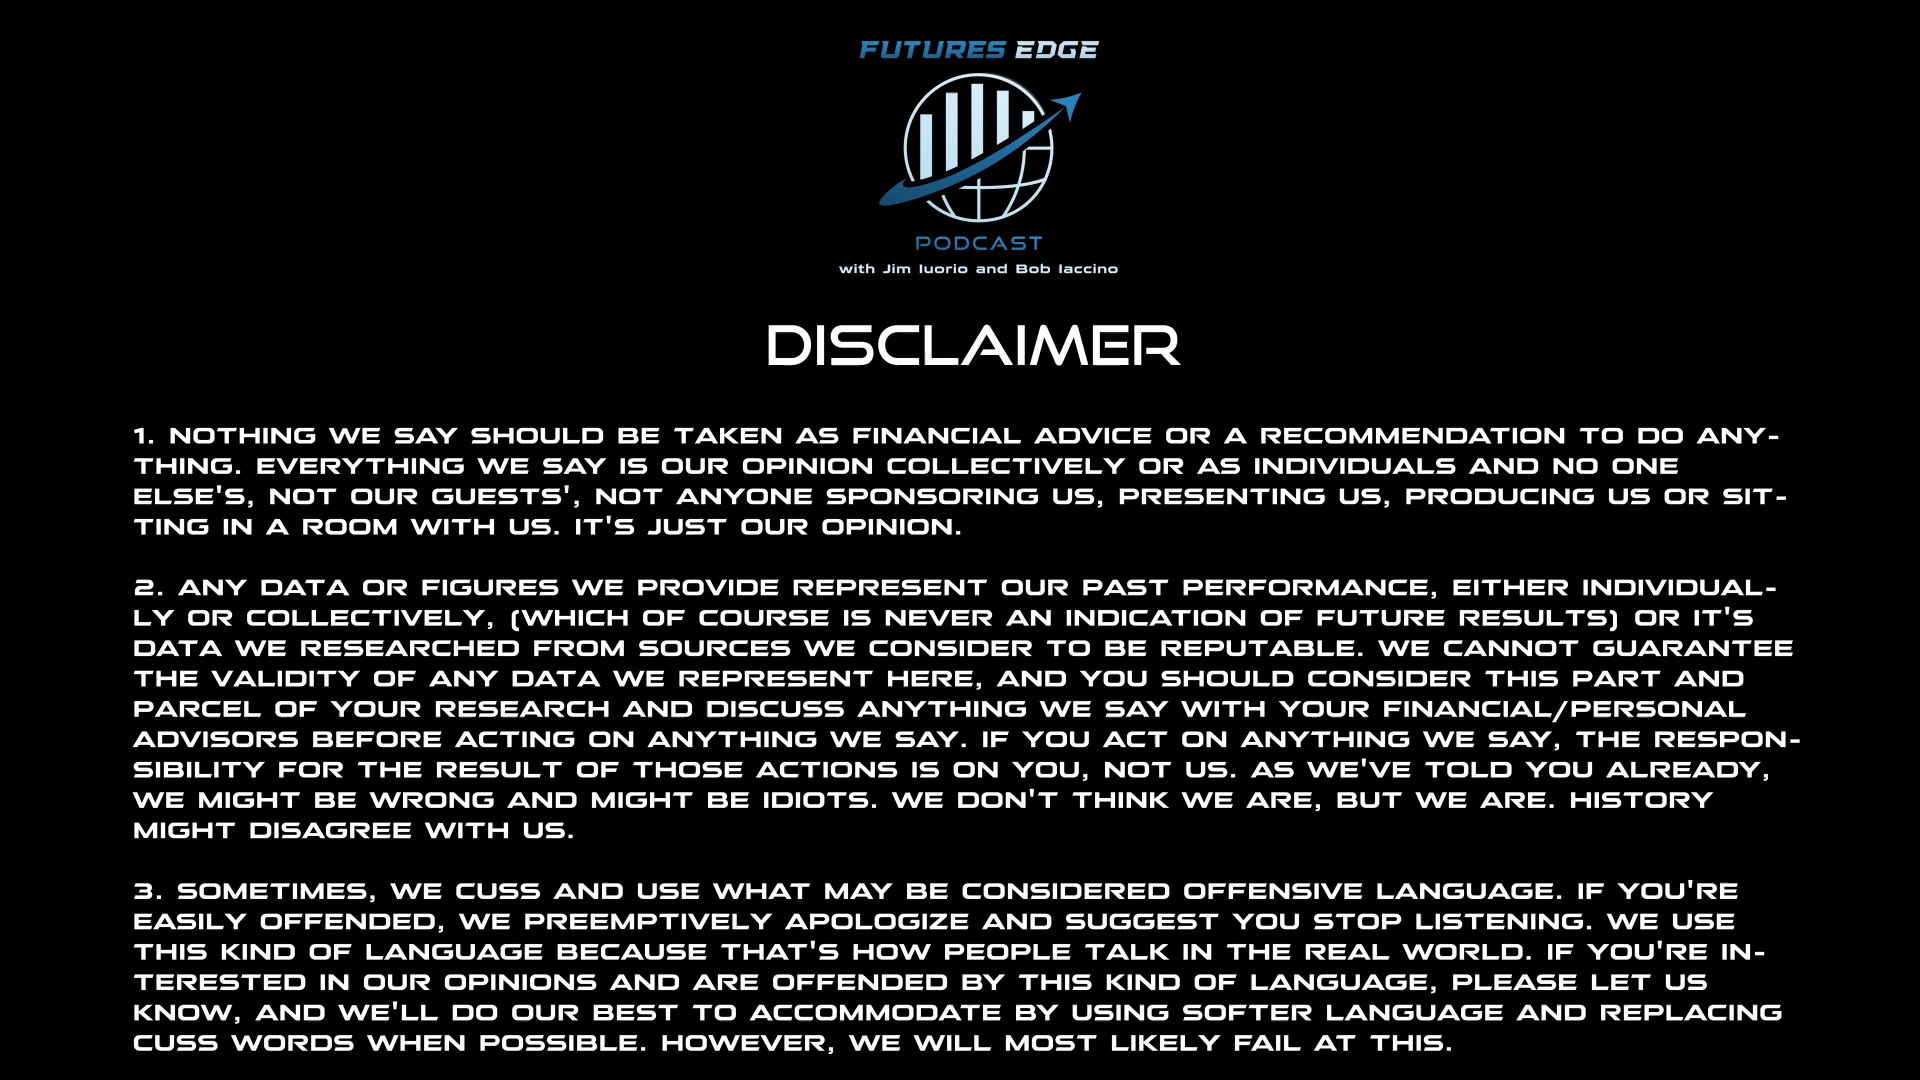 FUTURES EDGE
PODCAST
with Jim Iuorio and Bob Iaccino
DISCLAIMER
1. NOTHING WE SAY SHOULD BE TAKEN AS FINANCIAL ADVICE OR A RECOMMENDATION TO DO ANY-
THING. EVERYTHING WE SAY IS OUR OPINION COLLECTIVELY OR AS INDIVIDUALS AND NO ONE
ELSE'S, NOT OUR GUESTS', NOT ANYONE SPONSORING US, PRESENTING US, PRODUCING US OR SIT-
TING IN A ROOM WITH US. IT'S JUST OUR OPINION.
2. ANY DATA OR FIGURES WE PROVIDE REPRESENT OUR PAST PERFORMANCE, EITHER INDIVIDUAL-
LY OR COLLECTIVELY, (WHICH OF COURSE IS NEVER AN INDICATION OF FUTURE RESULTS) OR IT'S
DATA WE RESEARCHED FROM SOURCES WE CONSIDER TO BE REPUTABLE. WE CANNOT GUARANTEE
THE VALIDITY OF ANY DATA WE REPRESENT HERE, AND YOU SHOULD CONSIDER THIS PART AND
PARCEL OF YOUR RESEARCH AND DISCUSS ANYTHING WE SAY WITH YOUR FINANCIAL/PERSONAL
ADVISORS BEFORE ACTING ON ANYTHING WE SAY. IF YOU ACT ON ANYTHING WE SAY, THE RESPON-
SIBILITY FOR THE RESULT OF THOSE ACTIONS IS ON YOU, NOT US. AS WE'VE TOLD YOU ALREADY,
WE MIGHT BE WRONG AND MIGHT BE IDIOTS. WE DON'T THINK WE ARE, BUT WE ARE. HISTORY
MIGHT DISAGREE WITH US.
3. SOMETIMES, WE CUSS AND USE WHAT MAY BE CONSIDERED OFFENSIVE LANGUAGE. IF YOU'RE
EASILY OFFENDED, WE PREEMPTIVELY APOLOGIZE AND SUGGEST YOU STOP LISTENING. WE USE
THIS KIND OF LANGUAGE BECAUSE THAT'S HOW PEOPLE TALK IN THE REAL WORLD. IF YOU'RE IN-
TERESTED IN OUR OPINIONS AND ARE OFFENDED BY THIS KIND OF LANGUAGE, PLEASE LET US
KNOW, AND WE'LL DO OUR BEST TO ACCOMMODATE BY USING SOFTER LANGUAGE AND REPLACING
CUSS WORDS WHEN POSSIBLE. HOWEVER, WE WILL MOST LIKELY FAIL AT THIS.